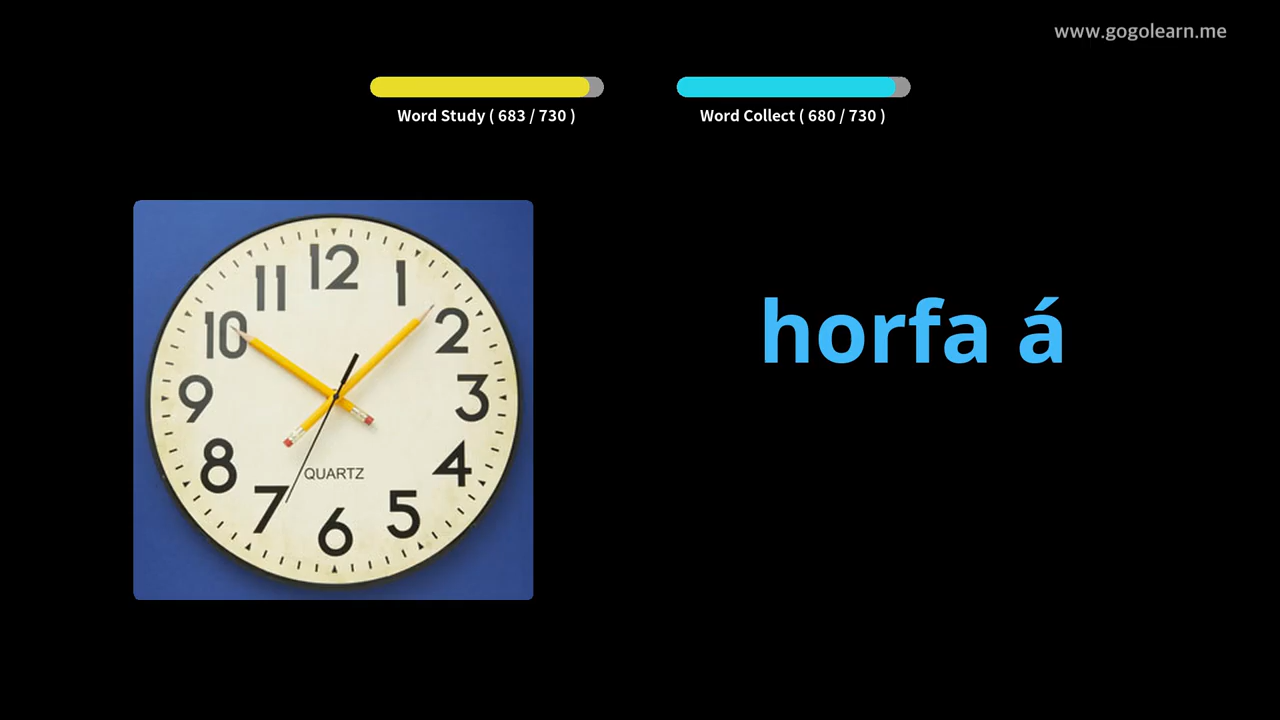 www.gogolearn.me
Word Study ( 683 / 730 )
Word Collect ( 680 / 730 )
12
11
1
10
2
9
3
8
4
QUARTZ
7
5
6
horfa á